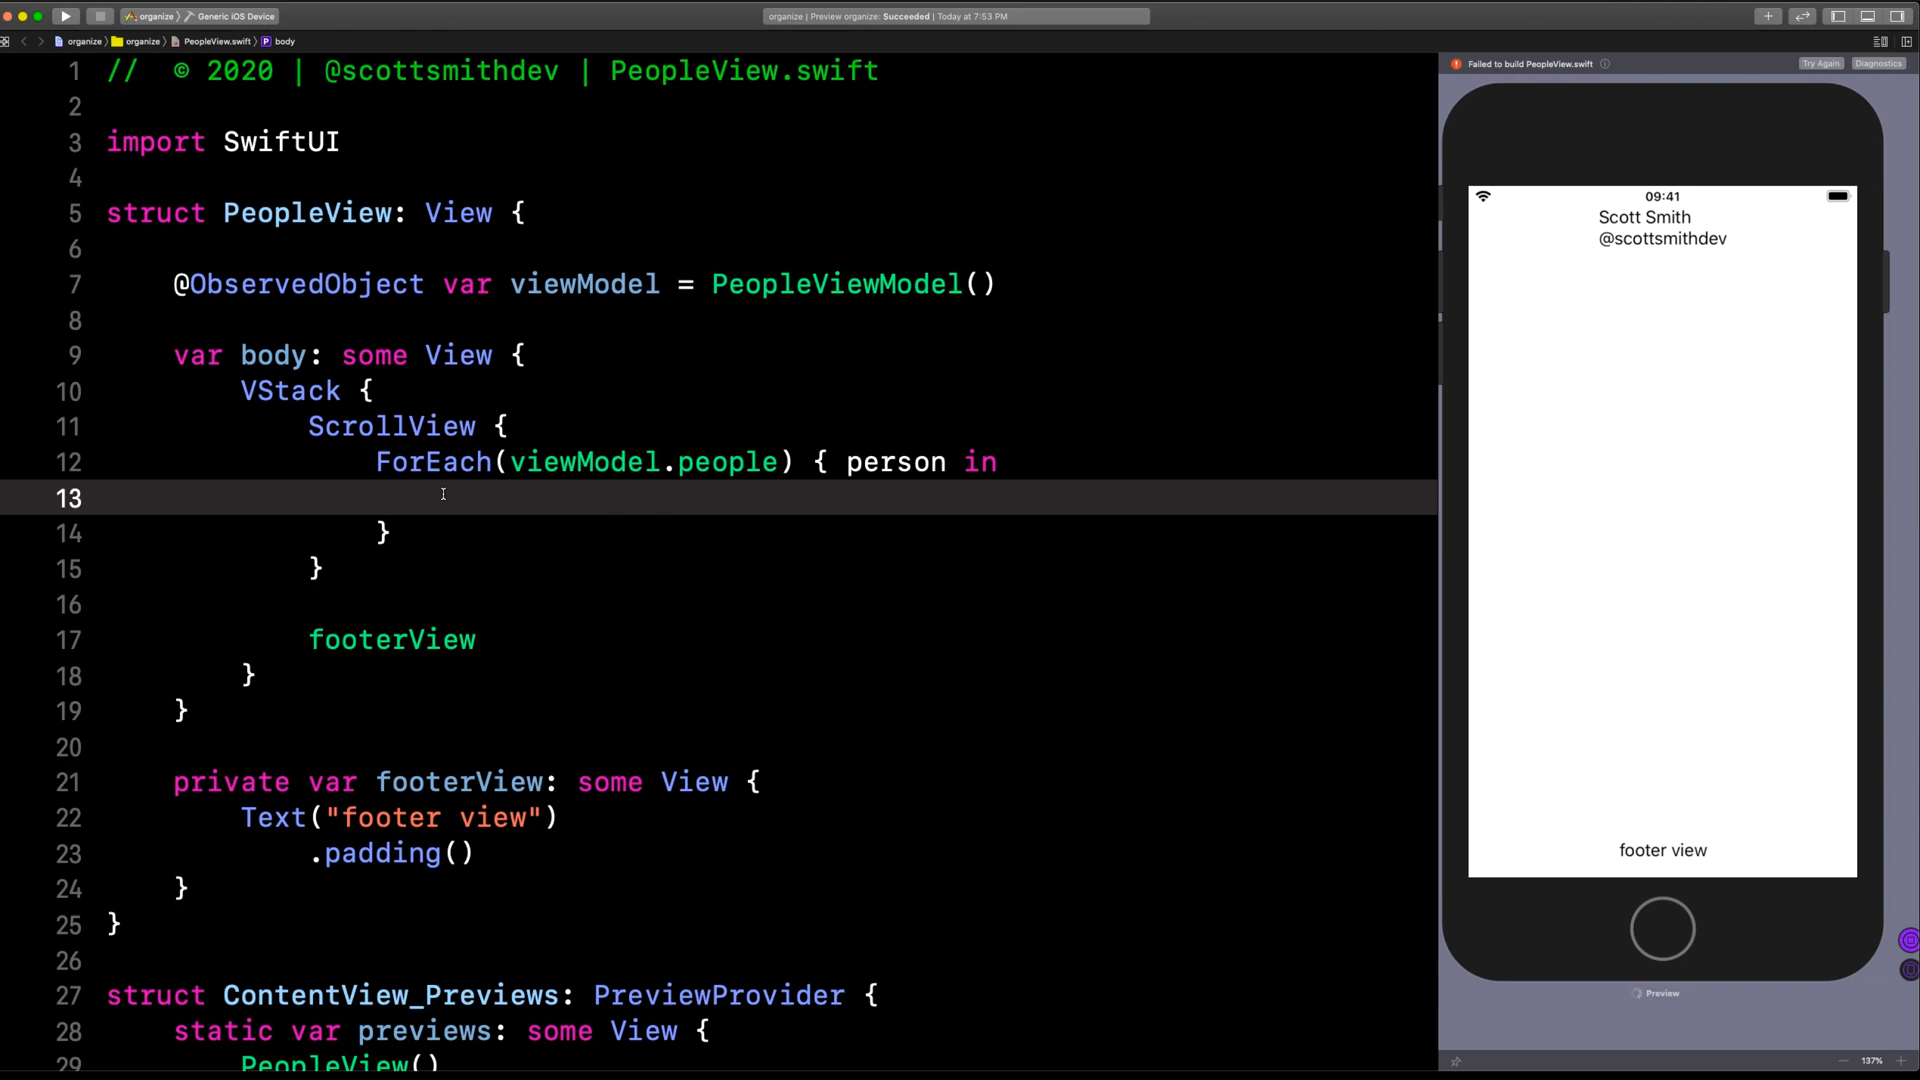 organize › Generic iOS Device
organize | Preview organize: Succeeded | Today at 7:53 PM
organize › organize › PeopleView.swift › P body
1 //  © 2020 | @scottsmithdev | PeopleView.swift
2
3 import SwiftUI
4
5 struct PeopleView: View {
6
7     @ObservedObject var viewModel = PeopleViewModel()
8
9     var body: some View {
10         VStack {
11             ScrollView {
12                 ForEach(viewModel.people) { person in
13
14                 }
15             }
16
17             footerView
18         }
19     }
20
21     private var footerView: some View {
22         Text("footer view")
23             .padding()
24     }
25 }
26
27 struct ContentView_Previews: PreviewProvider {
28     static var previews: some View {
29         PeopleView()
Failed to build PeopleView.swift
Try Again
Diagnostics
09:41
Scott Smith
@scottsmithdev
footer view
Preview
137%